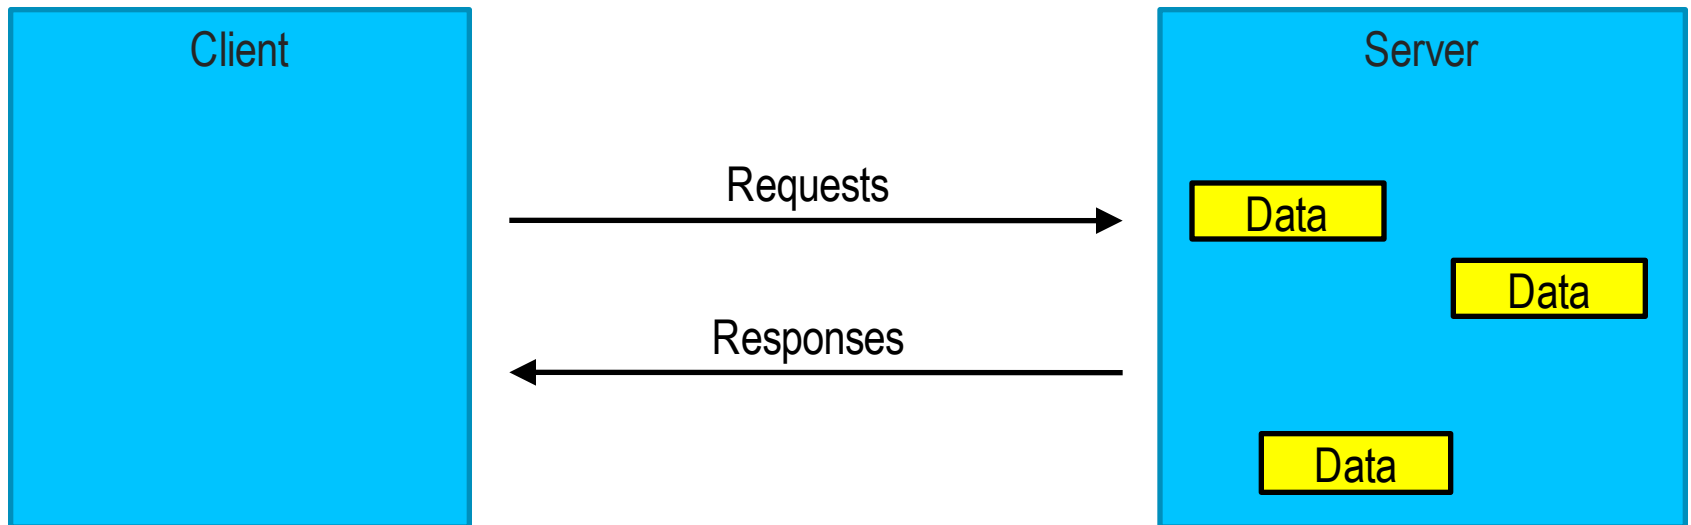 Client
Server
Requests
Data
Data
Responses
Data